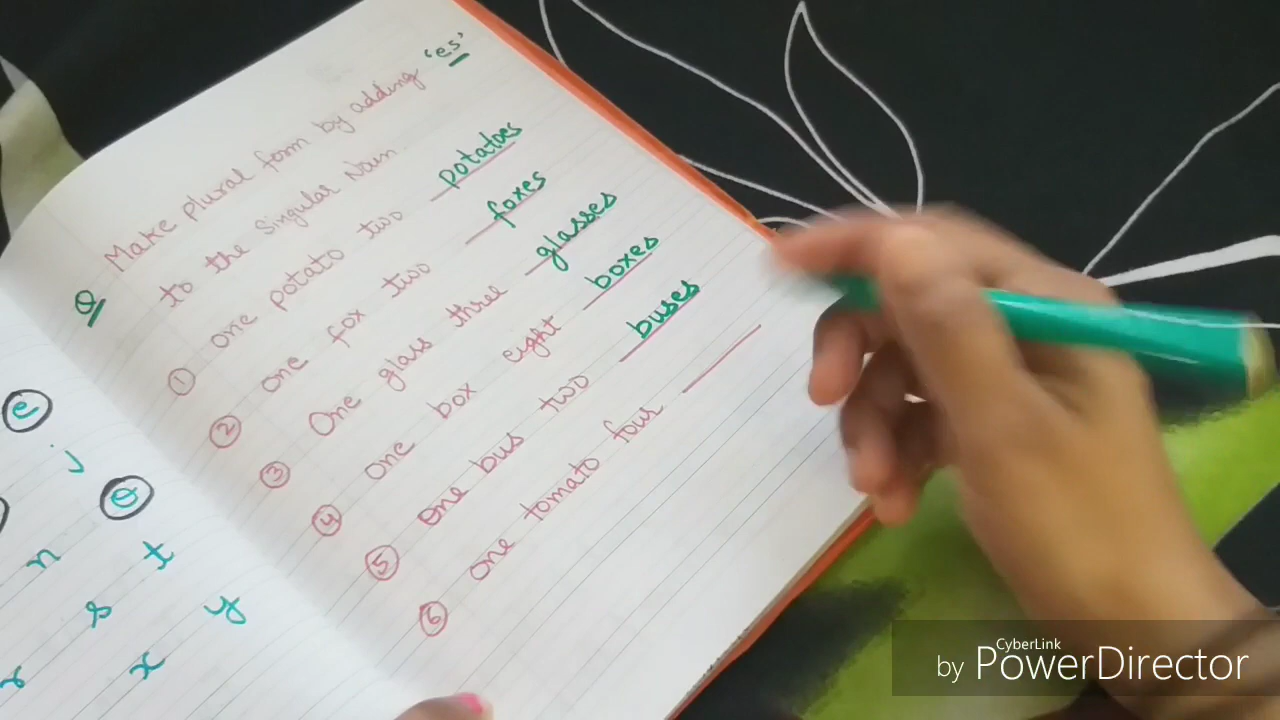 Q Make plural form by adding 'es'
to the Singular Noun.
① one potato two potatoes
② one fox two foxes
③ One glass three glasses
④ one box eight boxes
⑤ One bus two buses
⑥ one tomato four ____
e
j
o
n
t
s
y
r
x
CyberLink
by PowerDirector